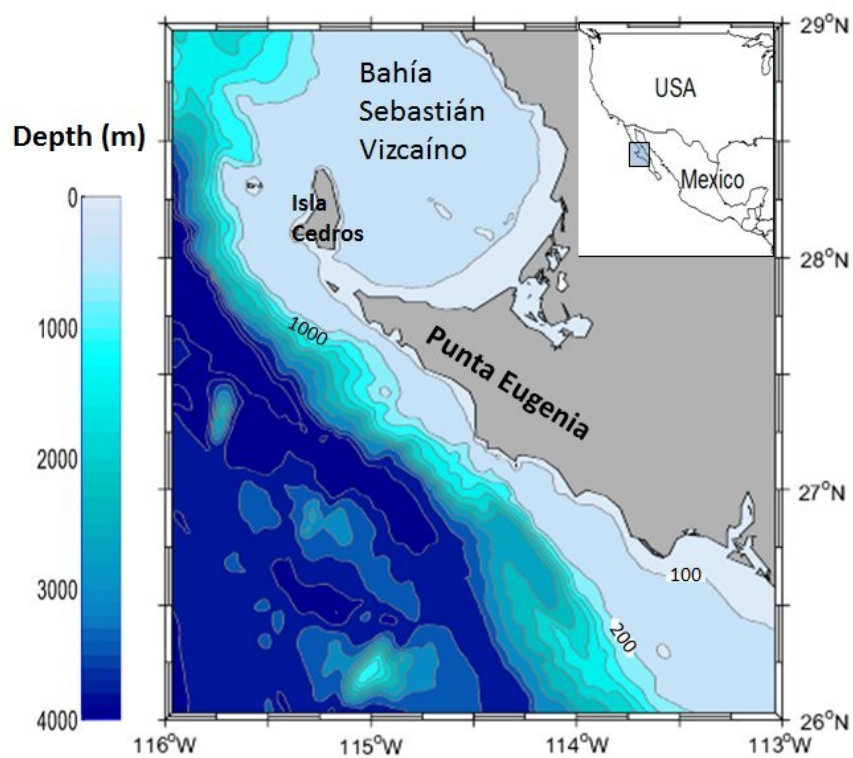 29°N
Bahía
Sebastián
Vizcaíno
USA
Mexico
Depth (m)
0
1000
2000
3000
4000
Isla
Cedros
28°N
1000
Punta Eugenia
27°N
100
200
26°N
116°W
115°W
114°W
113°W